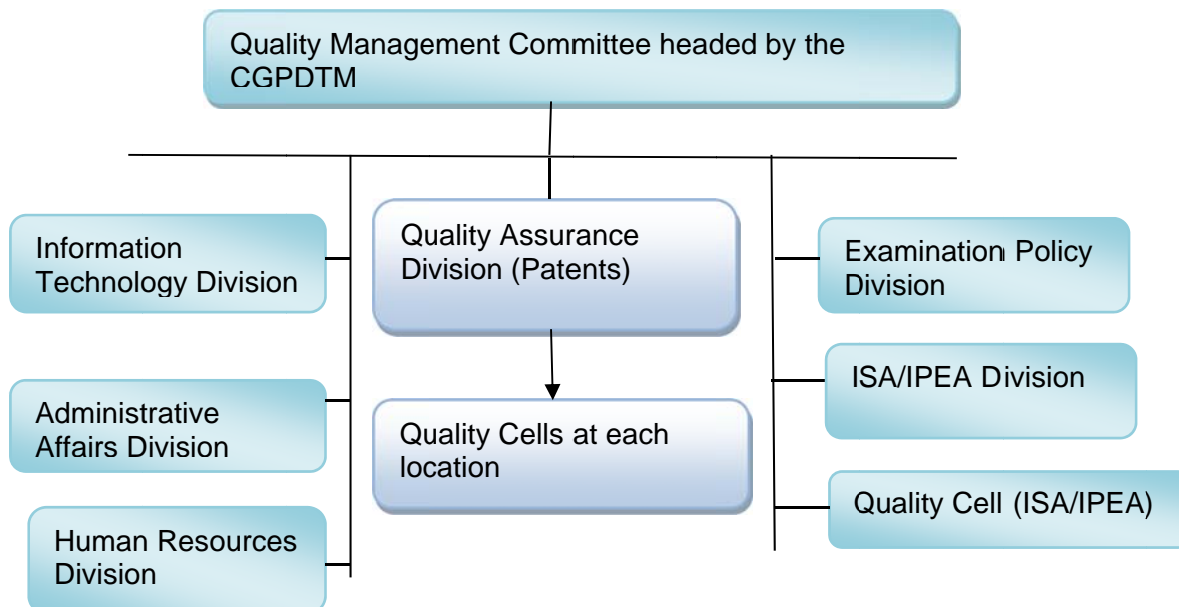 Quality Management Committee headed by the
CGPDTM
Information
Technology Division
Quality Assurance
Division (Patents)
Examination Policy
Division
Administrative
Affairs Division
Quality Cells at each
location
ISA/IPEA Division
Human Resources
Division
Quality Cell (ISA/IPEA)